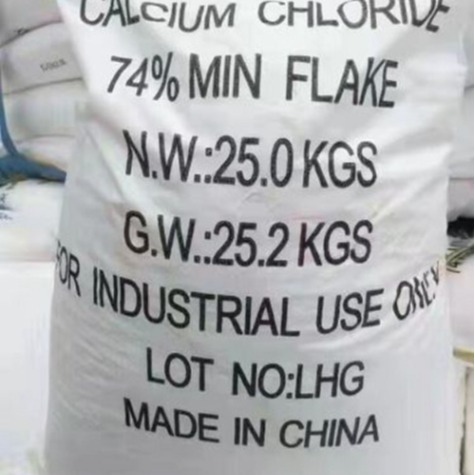 CALCIUM CHLORIDE
74% MIN FLAKE
N.W.:25.0 KGS
G.W.:25.2 KGS
FOR INDUSTRIAL USE ONLY
LOT NO:LHG
MADE IN CHINA